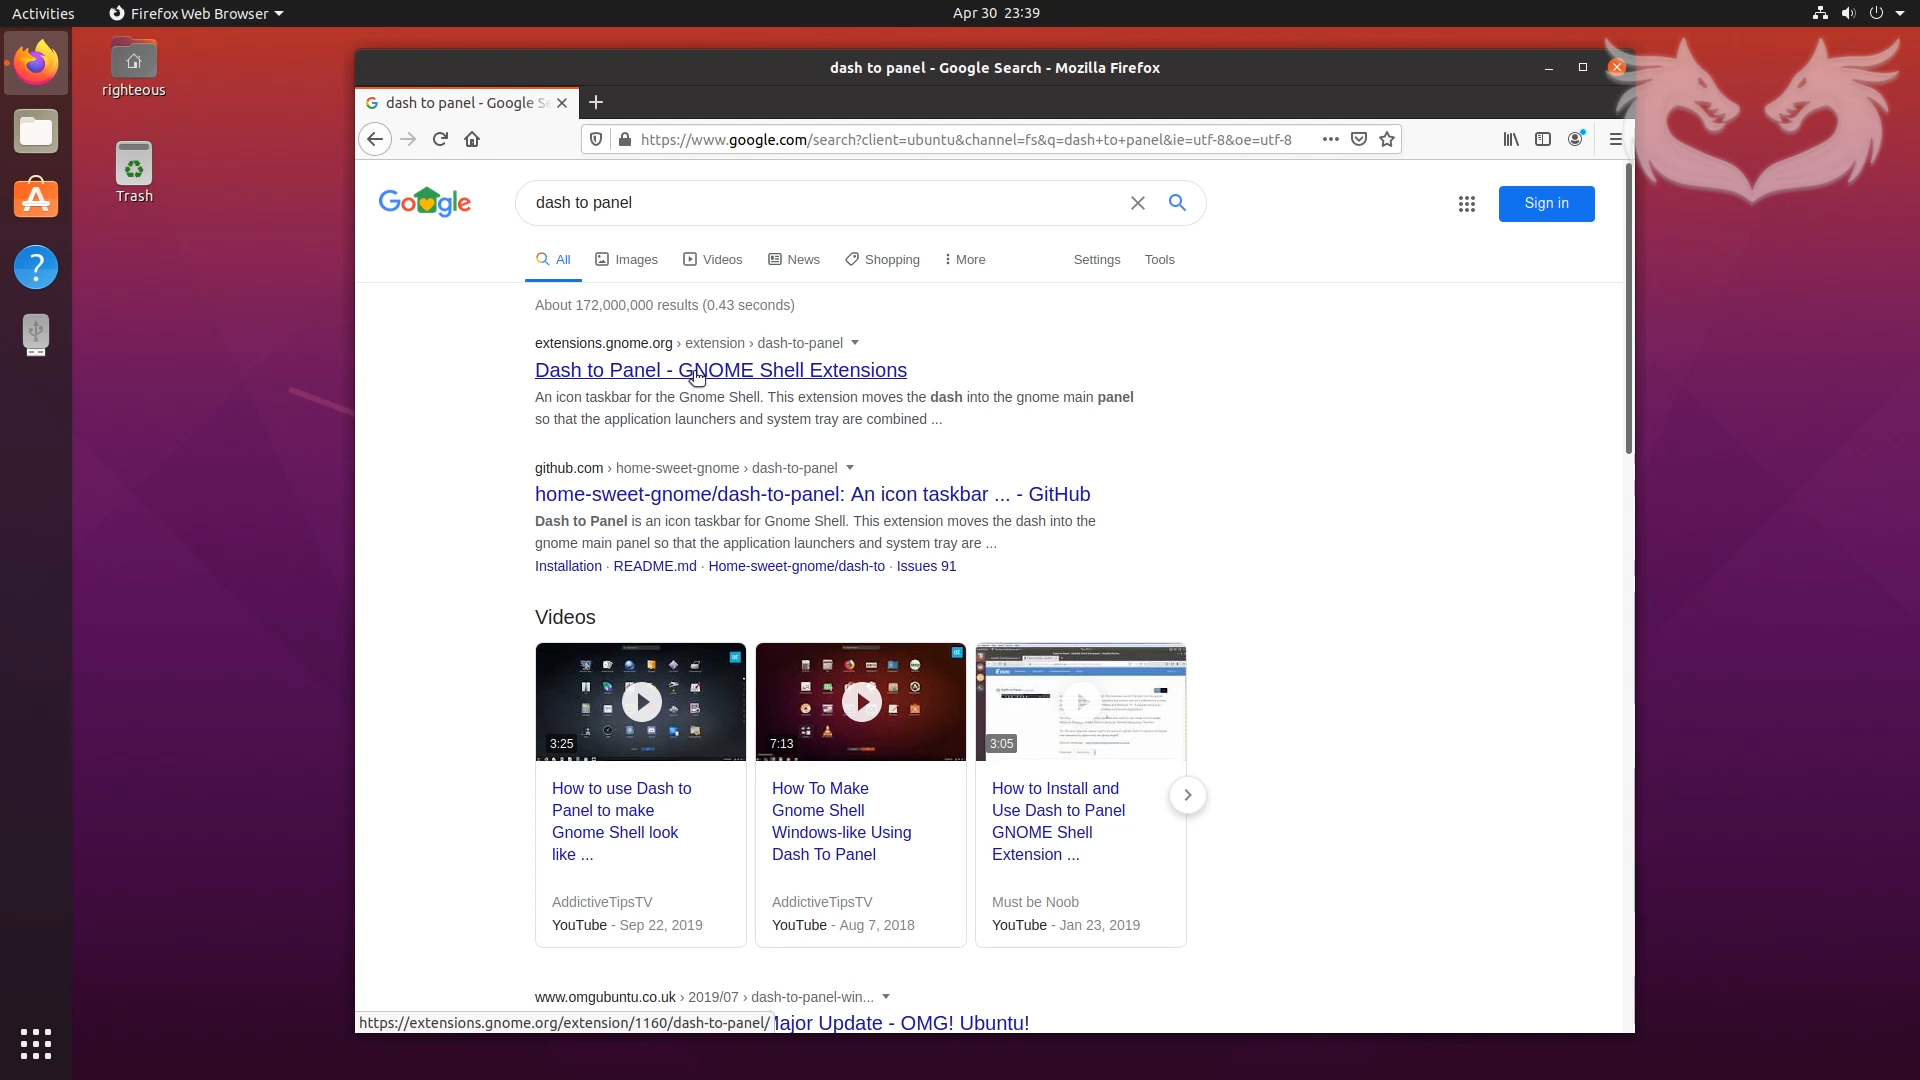 Activities
Firefox Web Browser
Apr 30 23:39
righteous
Trash
dash to panel - Google Search - Mozilla Firefox
dash to panel - Google Se
https://www.google.com/search?client=ubuntu&channel=fs&q=dash+to+panel&ie=utf-8&oe=utf-8
Google
dash to panel
Sign in
All
Images
Videos
News
Shopping
More
Settings
Tools
About 172,000,000 results (0.43 seconds)
extensions.gnome.org › extension › dash-to-panel
Dash to Panel - GNOME Shell Extensions
An icon taskbar for the Gnome Shell. This extension moves the dash into the gnome main panel
so that the application launchers and system tray are combined ...
github.com › home-sweet-gnome › dash-to-panel
home-sweet-gnome/dash-to-panel: An icon taskbar ... - GitHub
Dash to Panel is an icon taskbar for Gnome Shell. This extension moves the dash into the
gnome main panel so that the application launchers and system tray are ...
Installation · README.md · Home-sweet-gnome/dash-to · Issues 91
Videos
3:25
How to use Dash to
Panel to make
Gnome Shell look
like ...
AddictiveTipsTV
YouTube - Sep 22, 2019
7:13
How To Make
Gnome Shell
Windows-like Using
Dash To Panel
AddictiveTipsTV
YouTube - Aug 7, 2018
3:05
How to Install and
Use Dash to Panel
GNOME Shell
Extension ...
Must be Noob
YouTube - Jan 23, 2019
www.omgubuntu.co.uk › 2019/07 › dash-to-panel-win...
Major Update - OMG! Ubuntu!
https://extensions.gnome.org/extension/1160/dash-to-panel/